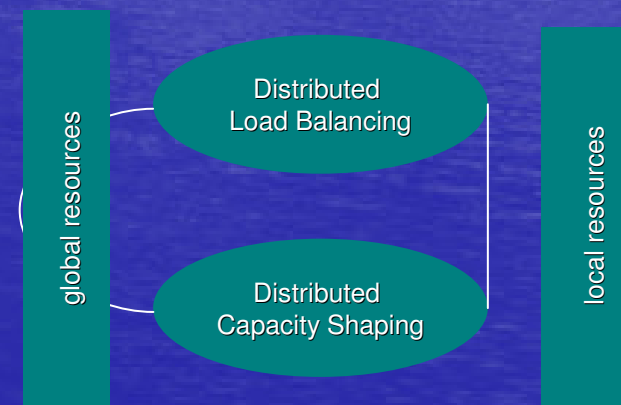 global resources
Distributed
Load Balancing
Distributed
Capacity Shaping
local resources